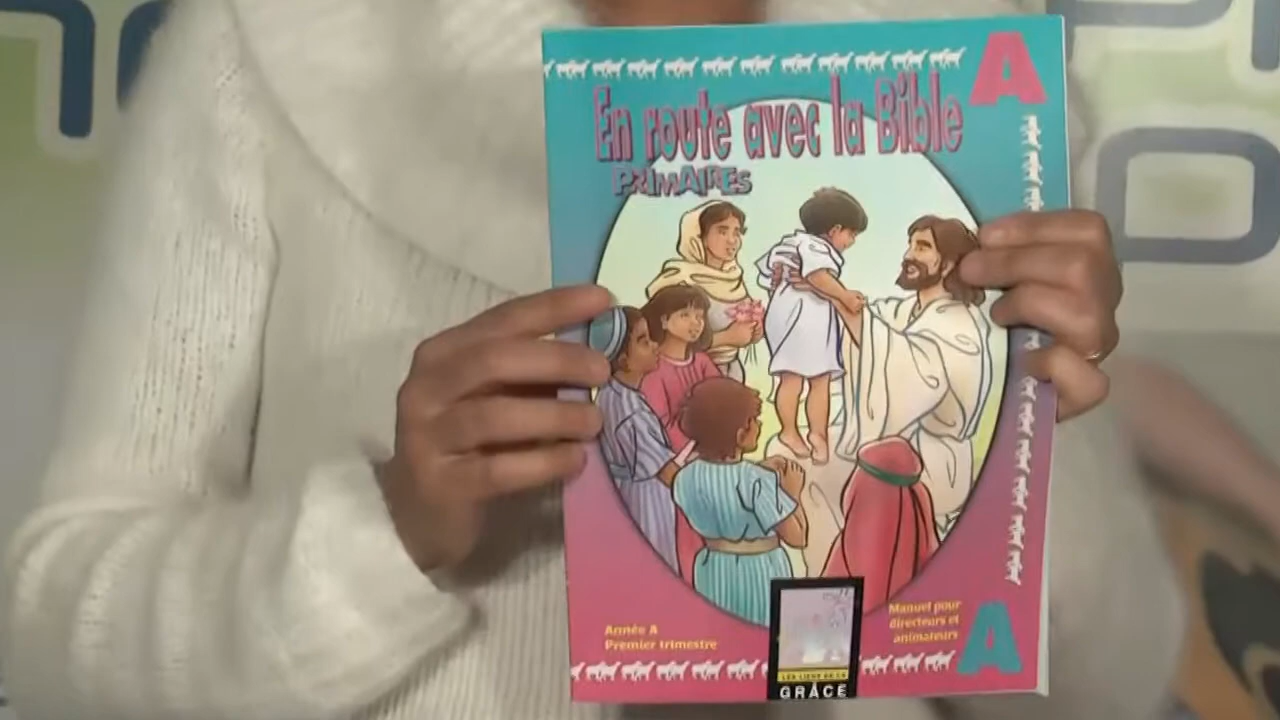 A
En route avec la Bible
PRIMAIRES
Année A
Premier trimestre
Manuel pour
directeurs et
animateurs
A
LES LIENS DE LA
GRÂCE